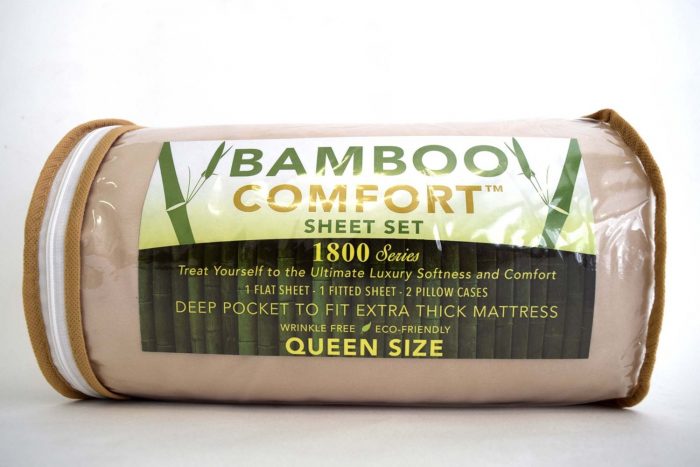 BAMBOO
COMFORT™
SHEET SET
1800 Series
Treat Yourself to the Ultimate Luxury Softness and Comfort
1 FLAT SHEET - 1 FITTED SHEET - 2 PILLOW CASES
DEEP POCKET TO FIT EXTRA THICK MATTRESS
WRINKLE FREE ECO-FRIENDLY
QUEEN SIZE